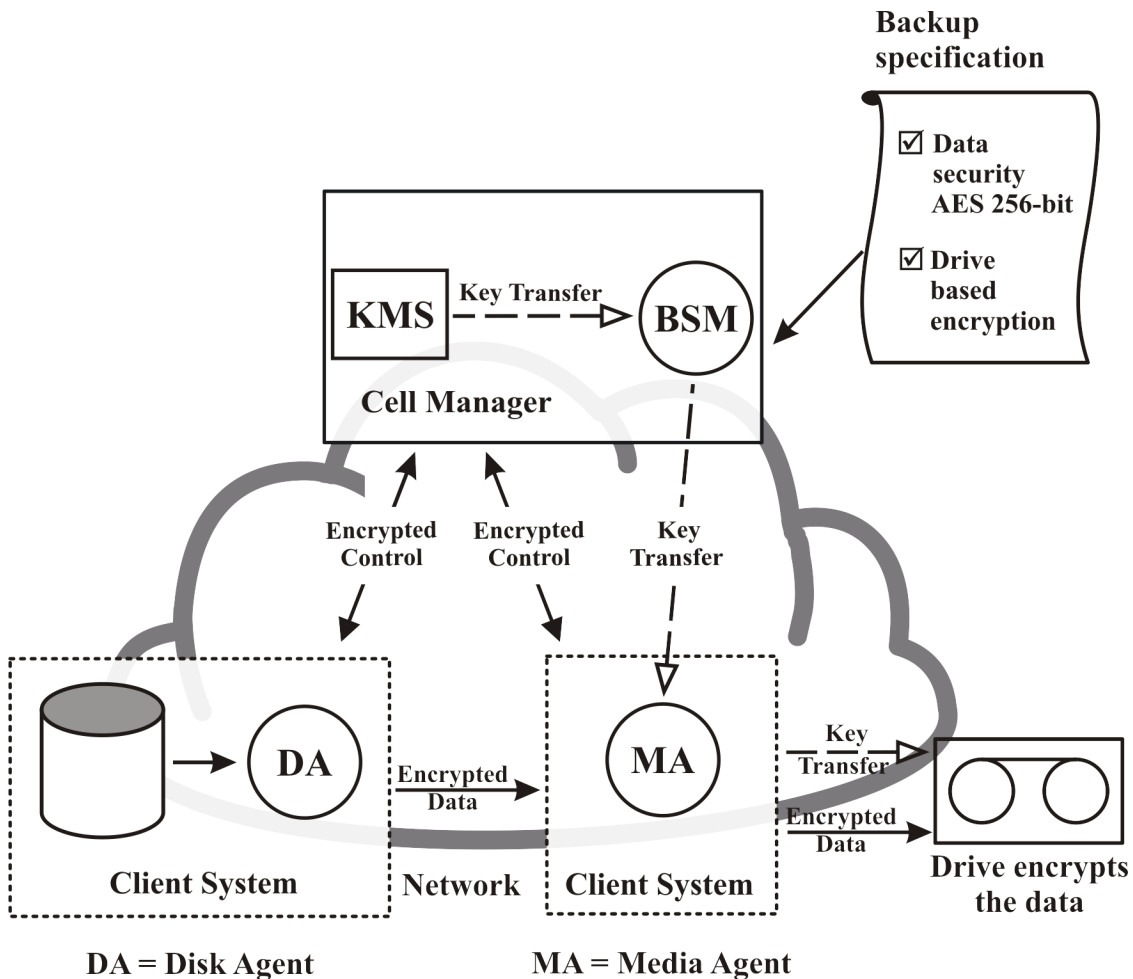 Backup
specification
Data
security
AES 256-bit
Drive
based
encryption
KMS
Key Transfer
BSM
Cell Manager
Encrypted
Control
Encrypted
Control
Key
Transfer
DA
Encrypted
Data
MA
Key
Transfer
Encrypted
Data
Client System
Network
Client System
Drive encrypts
the data
DA = Disk Agent
MA = Media Agent